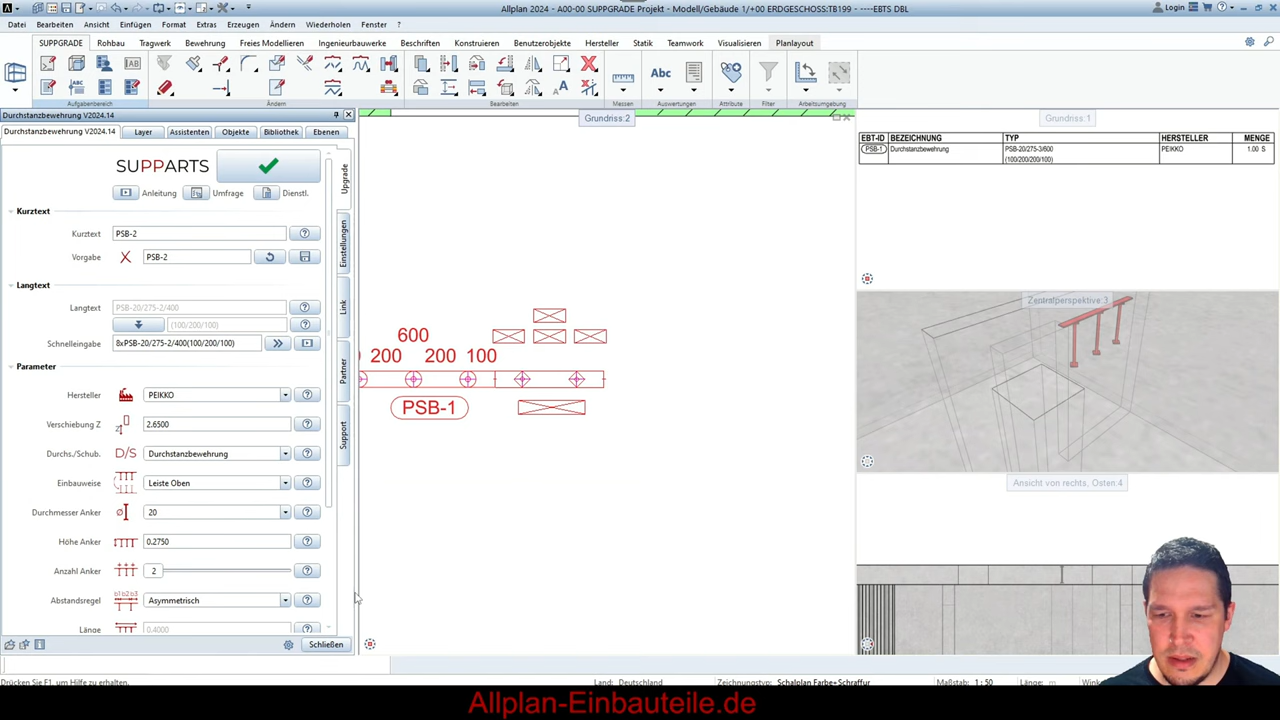 Allplan 2024 - A00-00 SUPPGRADE Projekt - Modell/Gebäude 1/+00 ERDGESCHOSS:TB199 - ----EBTS DBL
Login
Datei Bearbeiten Ansicht Einfügen Format Extras Erzeugen Ändern Wiederholen Fenster ?
SUPPGRADE Rohbau Tragwerk Bewehrung Freies Modellieren Ingenieurbauwerke Beschriften Konstruieren Benutzerobjekte Hersteller Statik Teamwork Visualisieren Planlayout
Abc
Aufgabenbereich Ändern Bearbeiten Messen Auswertungen Attribute Filter Arbeitsumgebung
Durchstanzbewehrung V2024.14
Durchstanzbewehrung V2024.14 Layer Assistenten Objekte Bibliothek Ebenen
SUPPARTS
Anleitung Umfrage Dienstl.
Kurztext
Kurztext PSB-2
Vorgabe PSB-2
Langtext
Langtext PSB-20/275-2/400
(100/200/100)
Schnelleingabe 8xPSB-20/275-2/400(100/200/100)
Parameter
Hersteller PEIKKO
Verschiebung Z 2.6500
Durchs./Schub. D/S Durchstanzbewehrung
Einbauweise Leiste Oben
Durchmesser Anker 20
Höhe Anker 0.2750
Anzahl Anker 2
Abstandsregel b1b2b3 Asymmetrisch
Länge 0.4000
Schließen
Upgrade
Einstellungen
Link
Partner
Support
Grundriss:2
600
200 200 100
PSB-1
Grundriss:1
EBT-ID BEZEICHNUNG TYP HERSTELLER MENGE
PSB-1 Durchstanzbewehrung PSB-20/275-3/600 PEIKKO 1.00 S
(100/200/200/100)
Zentralperspektive:3
Ansicht von rechts, Osten:4
Drücken Sie F1, um Hilfe zu erhalten.
Land: Deutschland
Zeichnungstyp: Schalplan Farbe+Schraffur
Maßstab: 1 : 50
Länge: m
Allplan-Einbauteile.de